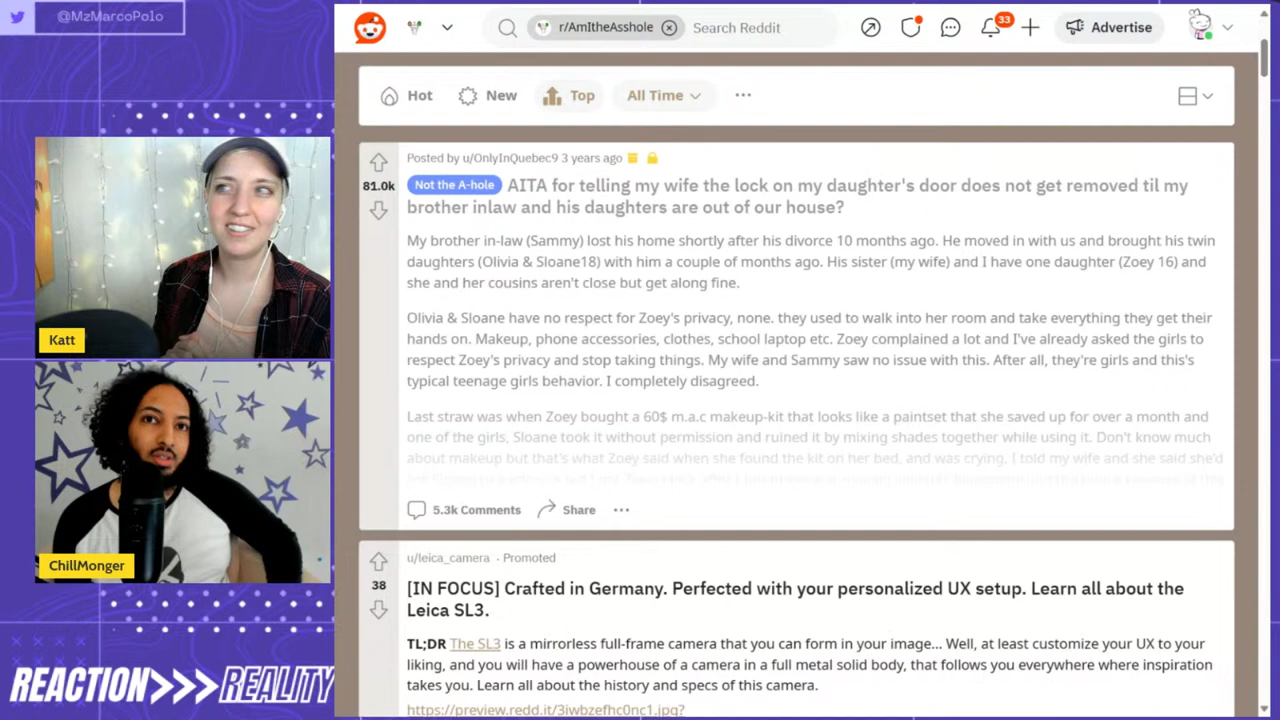 @MzMarcoPolo
Katt
ChillMonger
REACTION>>>REALITY
r/AmItheAsshole
Search Reddit
33
Advertise
Hot
New
Top
All Time
Posted by u/OnlyInQuebec9 3 years ago
81.0k
Not the A-hole AITA for telling my wife the lock on my daughter's door does not get removed til my
brother inlaw and his daughters are out of our house?
My brother in-law (Sammy) lost his home shortly after his divorce 10 months ago. He moved in with us and brought his twin
daughters (Olivia & Sloane18) with him a couple of months ago. His sister (my wife) and I have one daughter (Zoey 16) and
she and her cousins aren't close but get along fine.
Olivia & Sloane have no respect for Zoey's privacy, none. they used to walk into her room and take everything they get their
hands on. Makeup, phone accessories, clothes, school laptop etc. Zoey complained a lot and I've already asked the girls to
respect Zoey's privacy and stop taking things. My wife and Sammy saw no issue with this. After all, they're girls and this's
typical teenage girls behavior. I completely disagreed.
Last straw was when Zoey bought a 60$ m.a.c makeup-kit that looks like a paintset that she saved up for over a month and
one of the girls, Sloane took it without permission and ruined it by mixing shades together while using it. Don't know much
about makeup but that's what Zoey said when she found the kit on her bed, and was crying, I told my wife and she said she'd
5.3k Comments
Share
u/leica_camera · Promoted
38
[IN FOCUS] Crafted in Germany. Perfected with your personalized UX setup. Learn all about the
Leica SL3.
TL;DR The SL3 is a mirrorless full-frame camera that you can form in your image... Well, at least customize your UX to your
liking, and you will have a powerhouse of a camera in a full metal solid body, that follows you everywhere where inspiration
takes you. Learn all about the history and specs of this camera.
https://preview.redd.it/3iwbzefhc0nc1.jpg?